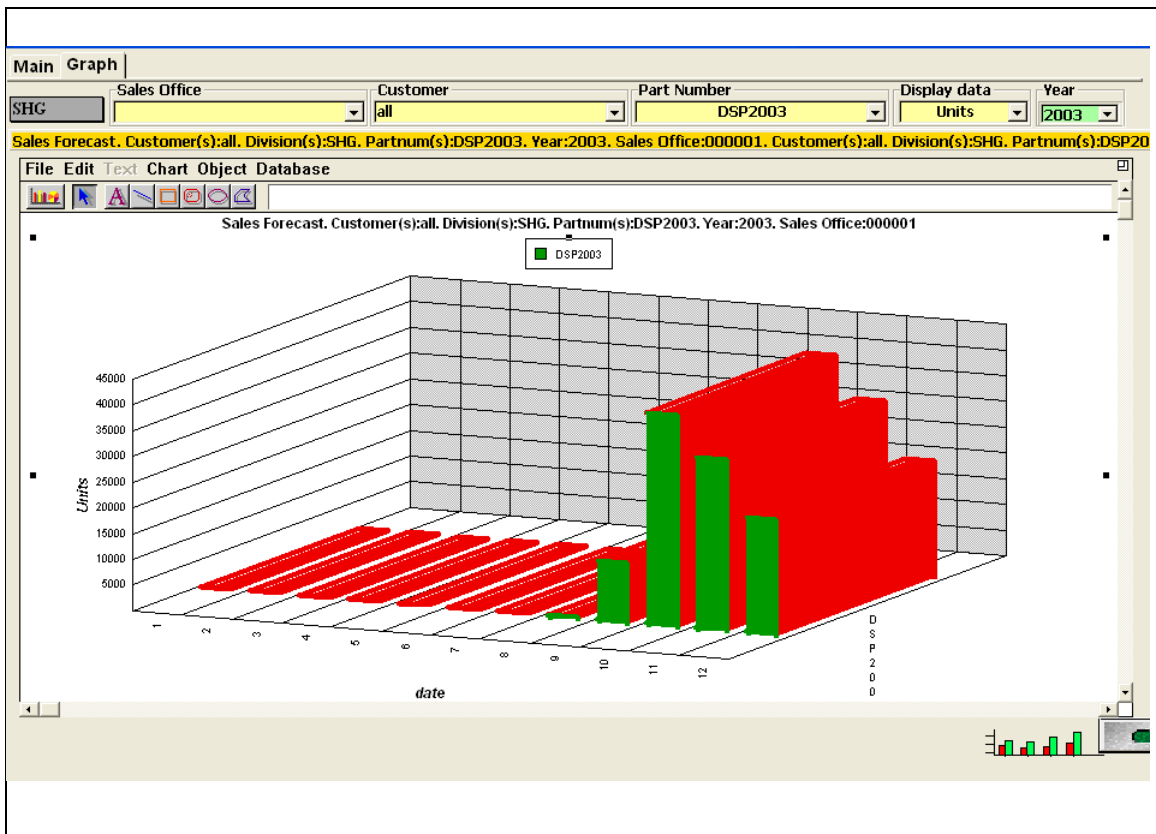 Main Graph
Sales Office Customer Part Number Display data Year
SHG all DSP2003 Units 2003
Sales Forecast. Customer(s):all. Division(s):SHG. Partnum(s):DSP2003. Year:2003. Sales Office:000001. Customer(s):all. Division(s):SHG. Partnum(s):DSP20
File Edit Text Chart Object Database
A
Sales Forecast. Customer(s):all. Division(s):SHG. Partnum(s):DSP2003. Year:2003. Sales Office:000001
DSP2003
45000
40000
35000
30000
25000
20000
15000
10000
5000
Units
1 2 3 4 5 6 7 8 9 10 11 12
date
D
S
P
2
0
0